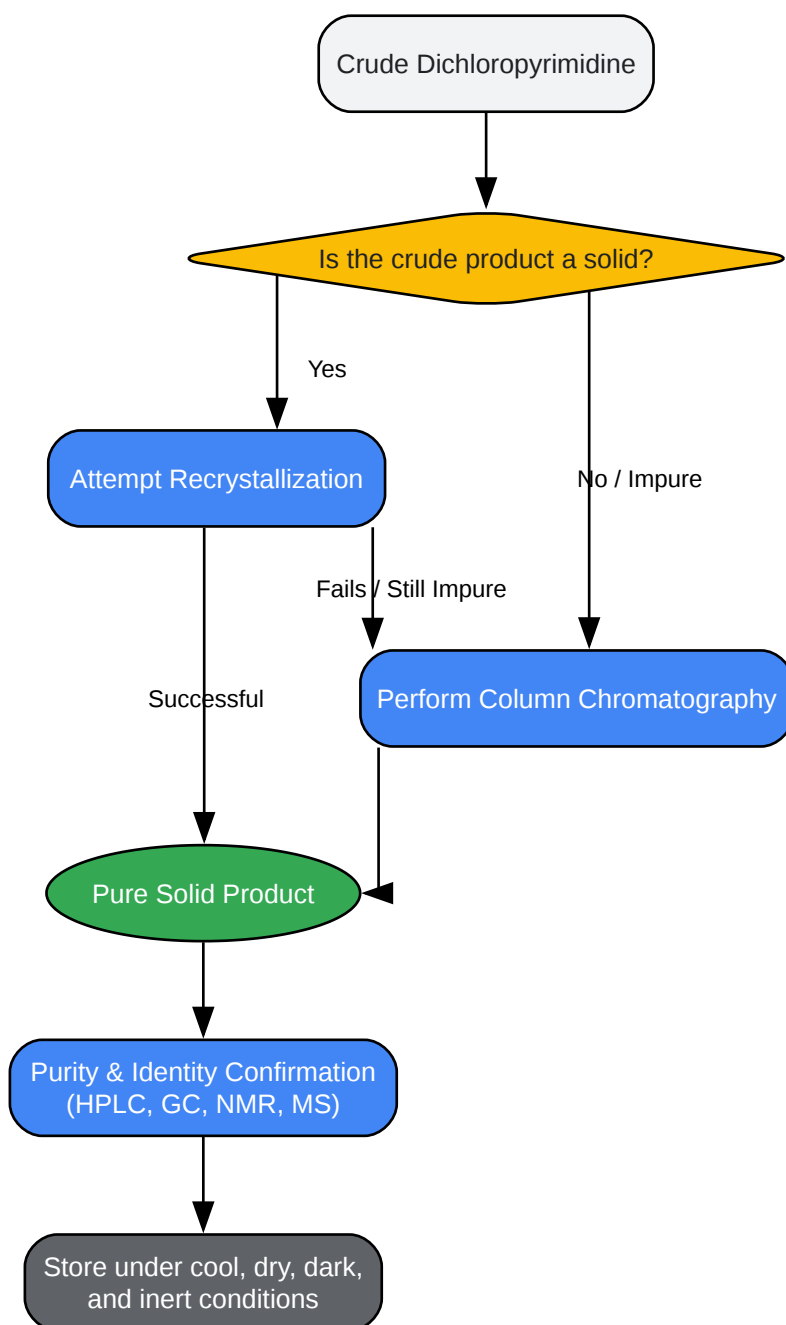 Crude Dichloropyrimidine
Is the crude product a solid?
Yes
Attempt Recrystallization
No / Impure
Fails / Still Impure
Successful
Perform Column Chromatography
Pure Solid Product
Purity & Identity Confirmation
(HPLC, GC, NMR, MS)
Store under cool, dry, dark,
and inert conditions